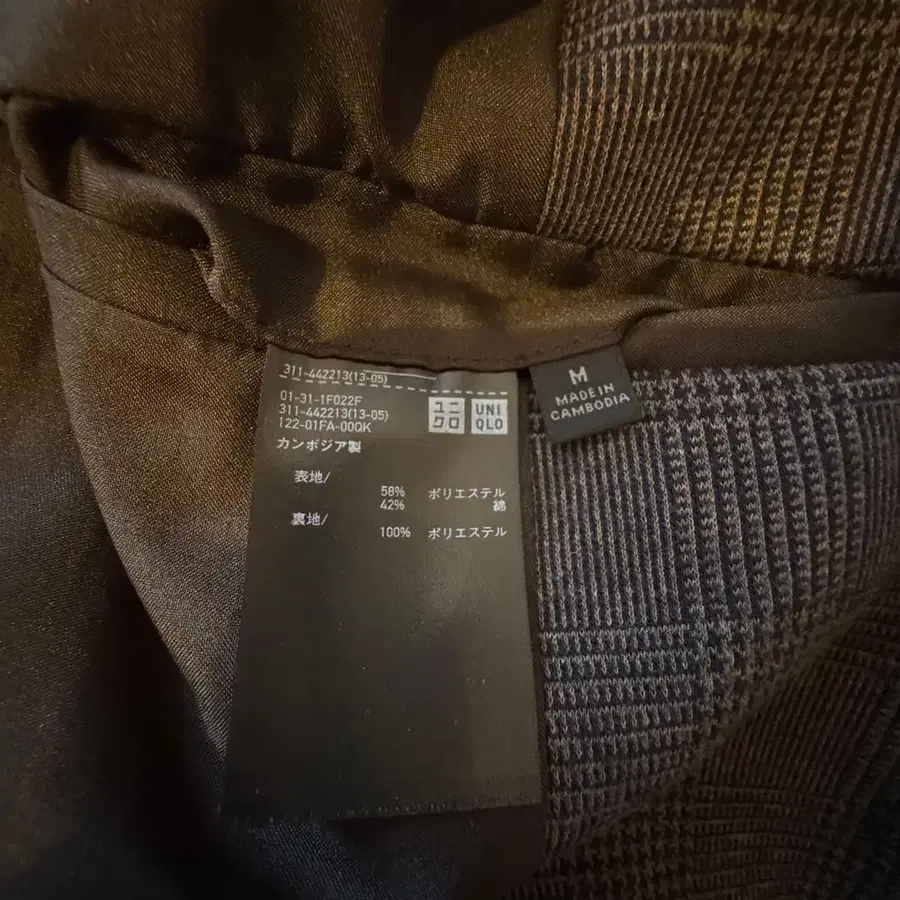 311-442213(13-05)
01-31-1F022F
311-442213(13-05)
122-01FA-00QK
ユニ
クロ
UNI
QLO
カンボジア製
表地/
58% ポリエステル
42% 綿
裏地/
100% ポリエステル
M
MADE IN
CAMBODIA